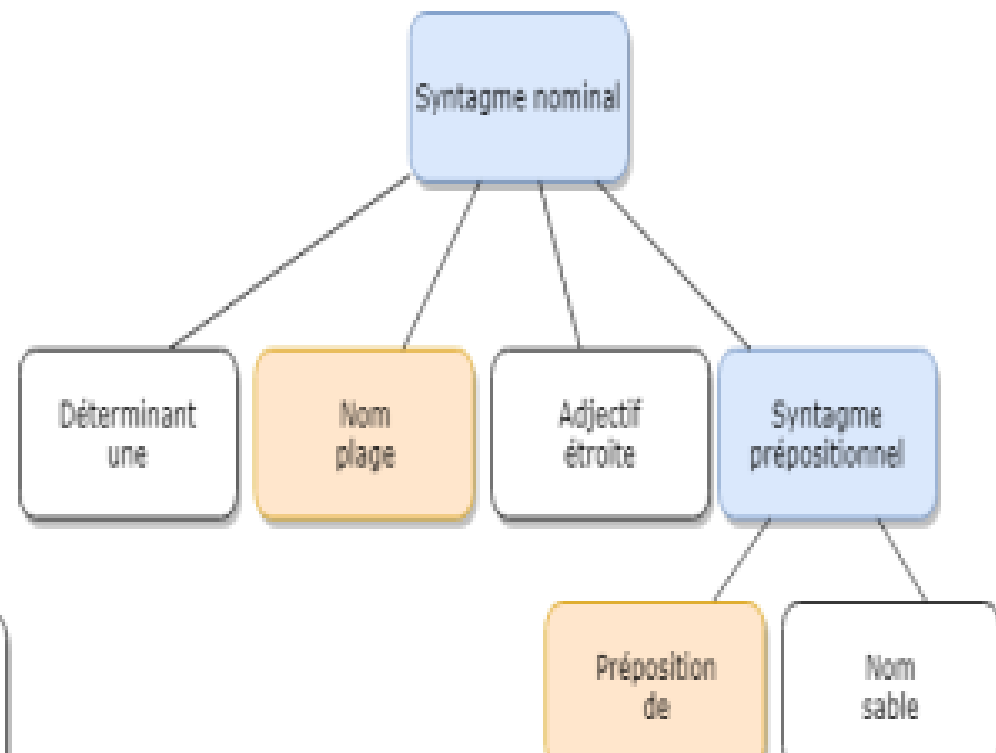 Syntagme nominal
Déterminant
une
Nom
plage
Adjectif
étroite
Syntagme
prépositionnel
Préposition
de
Nom
sable